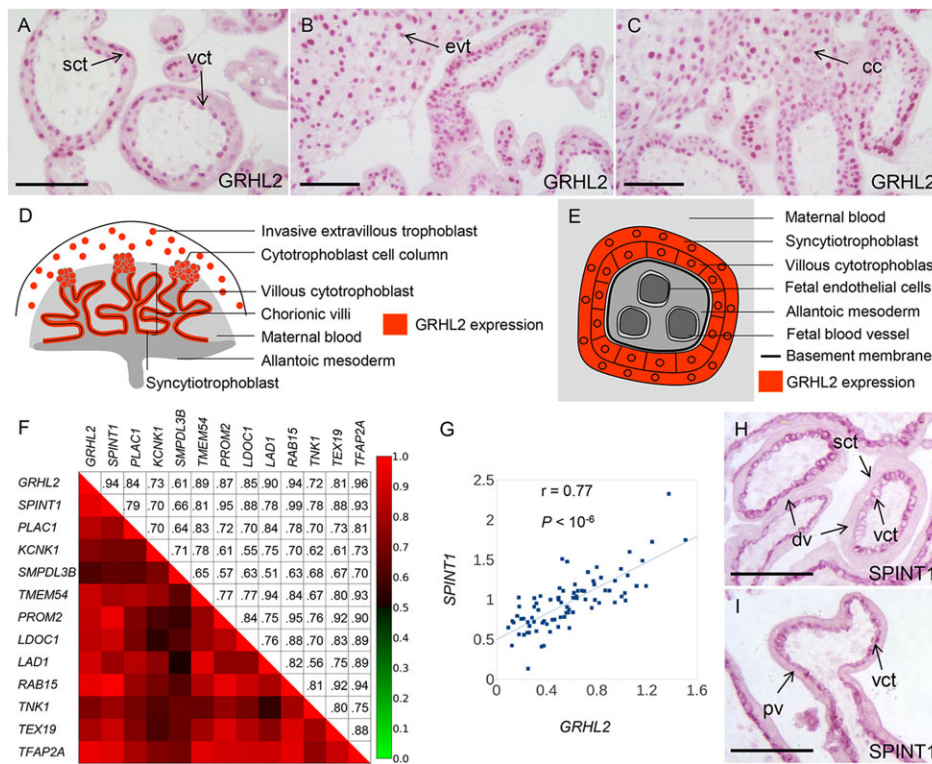 A
sct
vct
GRHL2
B
evt
GRHL2
C
cc
GRHL2
D
Invasive extravillous trophoblast
Cytotrophoblast cell column
Villous cytotrophoblast
Chorionic villi
Maternal blood
Allantoic mesoderm
Syncytiotrophoblast
GRHL2 expression
E
Maternal blood
Syncytiotrophoblast
Villous cytotrophoblast
Fetal endothelial cells
Allantoic mesoderm
Fetal blood vessel
Basement membrane
GRHL2 expression
F
GRHL2 SPINT1 PLAC1 KCNK1 SMPDL3B TMEM54 PROM2 LDOC1 LAD1 RAB15 TNK1 TEX19 TFAP2A
GRHL2 .94 .84 .73 .61 .89 .87 .85 .90 .94 .72 .81 .96
SPINT1 .79 .70 .66 .95 .88 .78 .99 .78 .88 .93
PLAC1 .70 .64 .83 .72 .70 .84 .78 .70 .73 .81
KCNK1 .71 .78 .61 .55 .75 .70 .62 .61 .73
SMPDL3B .65 .57 .63 .51 .63 .68 .67 .70
TMEM54 .77 .77 .94 .84 .67 .80 .93
PROM2 .84 .75 .95 .76 .92 .90
LDOC1 .76 .88 .70 .83 .89
LAD1 .82 .56 .75 .89
RAB15 .81 .92 .94
TNK1 .80 .75
TEX19 .88
TFAP2A
1.0
0.9
0.8
0.7
0.6
0.5
0.4
0.3
0.2
0.1
0.0
G
r = 0.77
P < 10-6
SPINT1
2.5
2
1.5
1
0.5
0
0 0.4 0.8 1.2 1.6
GRHL2
H
sct
dv
vct
SPINT1
I
vct
pv
SPINT1